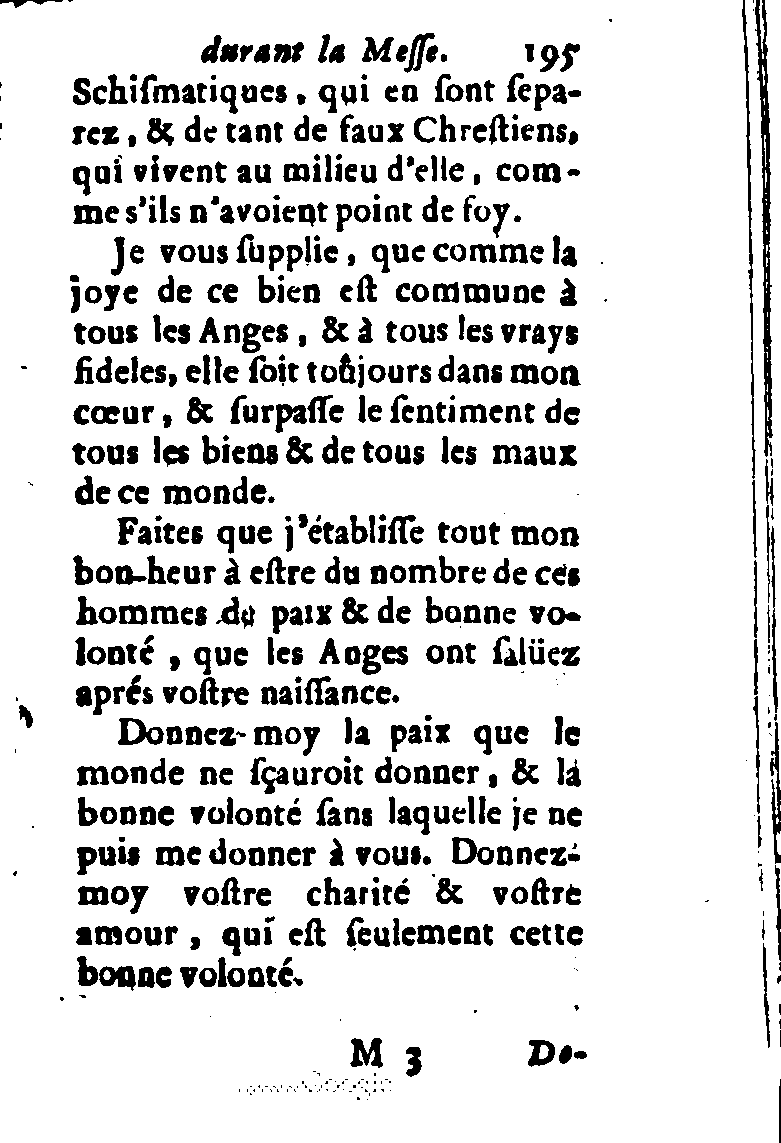 durant la Meſſe. 195
Schiſmatiques, qui en ſont ſepa-
rez, & de tant de faux Chreſtiens,
qui vivent au milieu d'elle, com-
me s'ils n'avoient point de foy.
Je vous ſupplie, que comme la
joye de ce bien eſt commune à
tous les Anges, & à tous les vrays
fideles, elle ſoit toûjours dans mon
cœur, & ſurpaſſe le ſentiment de
tous les biens & de tous les maux
de ce monde.
Faites que j'établiſſe tout mon
bon-heur à eſtre du nombre de ces
hommes de paix & de bonne vo-
lonté, que les Anges ont ſalüez
aprés voſtre naiſſance.
Donnez-moy la paix que le
monde ne ſçauroit donner, & la
bonne volonté ſans laquelle je ne
puis me donner à vous. Donnez-
moy voſtre charité & voſtre
amour, qui eſt ſeulement cette
bonne volonté.
M 3 Do-